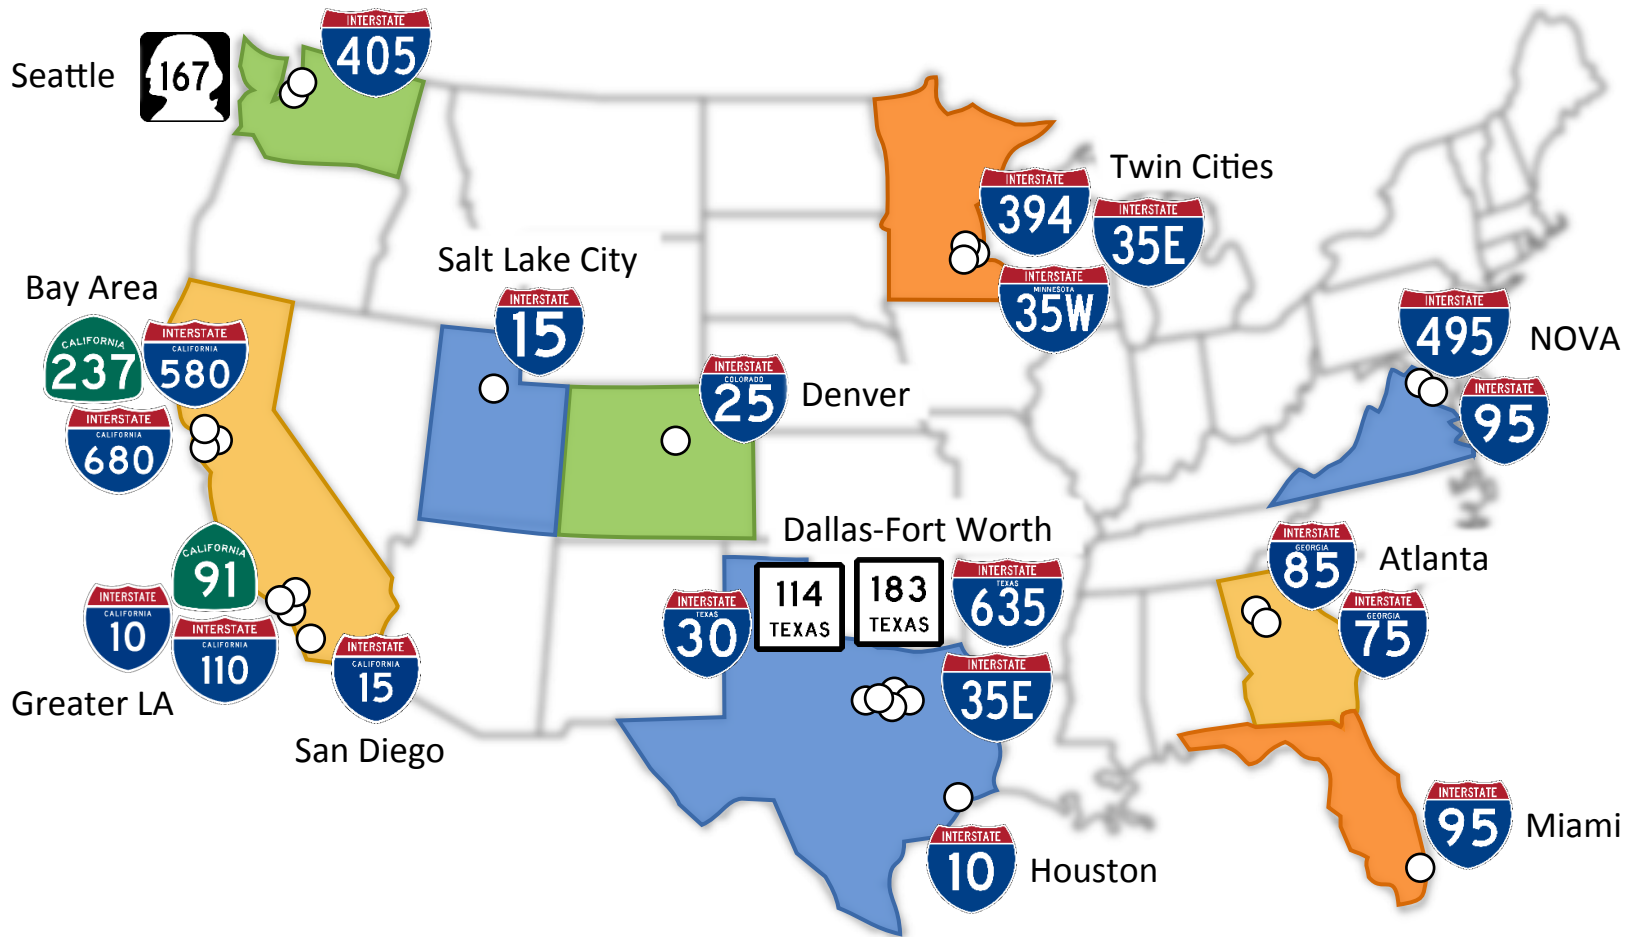 Seattle
167
INTERSTATE
405
Twin Cities
INTERSTATE
394
INTERSTATE
35E
INTERSTATE
MINNESOTA
35W
Salt Lake City
INTERSTATE
15
Bay Area
CALIFORNIA
237
INTERSTATE
CALIFORNIA
580
INTERSTATE
CALIFORNIA
680
INTERSTATE
COLORADO
25
Denver
INTERSTATE
495
NOVA
INTERSTATE
95
CALIFORNIA
91
INTERSTATE
CALIFORNIA
10
INTERSTATE
CALIFORNIA
110
Greater LA
INTERSTATE
CALIFORNIA
15
San Diego
Dallas-Fort Worth
INTERSTATE
TEXAS
30
114
TEXAS
183
TEXAS
INTERSTATE
TEXAS
635
INTERSTATE
35E
INTERSTATE
GEORGIA
85
Atlanta
INTERSTATE
GEORGIA
75
INTERSTATE
10
Houston
INTERSTATE
95
Miami